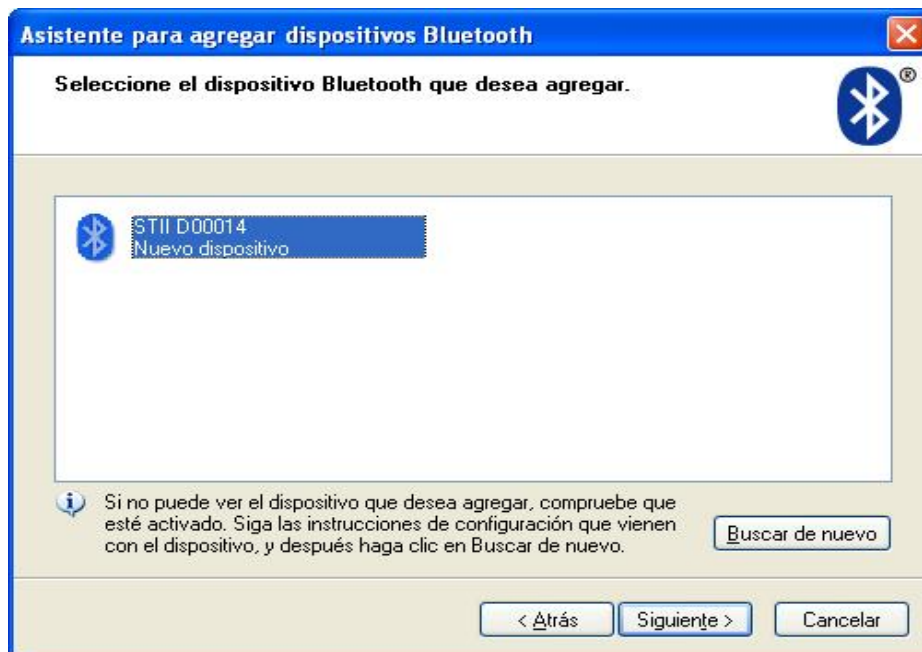 Asistente para agregar dispositivos Bluetooth
Seleccione el dispositivo Bluetooth que desea agregar.
®
STII D00014
Nuevo dispositivo
Si no puede ver el dispositivo que desea agregar, compruebe que
esté activado. Siga las instrucciones de configuración que vienen
con el dispositivo, y después haga clic en Buscar de nuevo.
Buscar de nuevo
< Atrás
Siguiente >
Cancelar